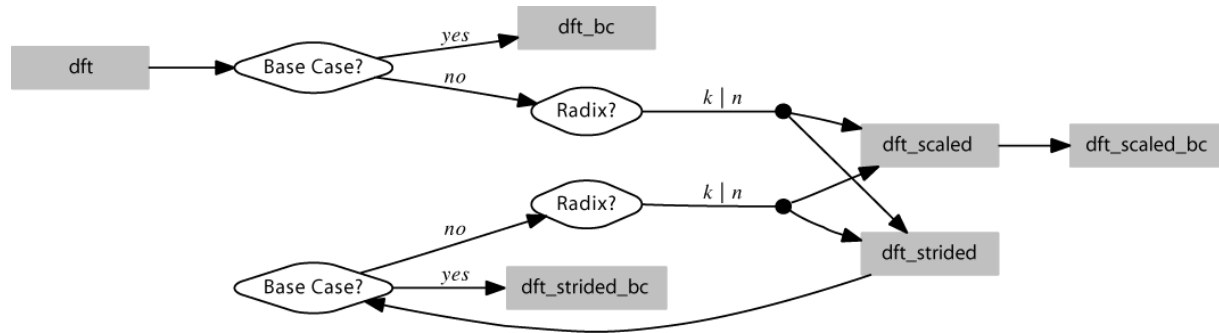 dft
Base Case?
yes
dft_bc
no
Radix?
k | n
dft_scaled
dft_scaled_bc
Radix?
k | n
no
dft_strided
Base Case?
yes
dft_strided_bc